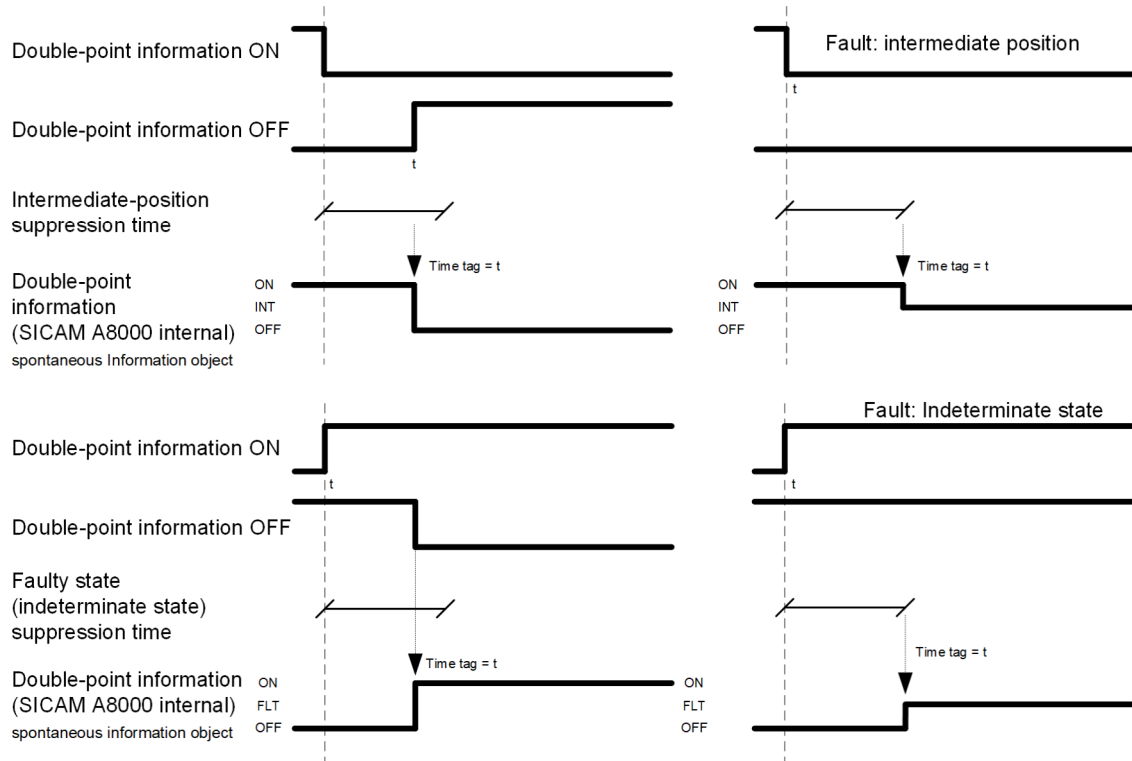 Double-point information ON
Fault: intermediate position
t
Double-point information OFF
t
Intermediate-position
suppression time
Time tag = t
Time tag = t
Double-point
information
(SICAM A8000 internal)
spontaneous Information object
ON
INT
OFF
ON
INT
OFF
Fault: Indeterminate state
Double-point information ON
t
t
Double-point information OFF
Faulty state
(indeterminate state)
suppression time
Time tag = t
Time tag = t
Double-point information
(SICAM A8000 internal)
spontaneous information object
ON
FLT
OFF
ON
FLT
OFF